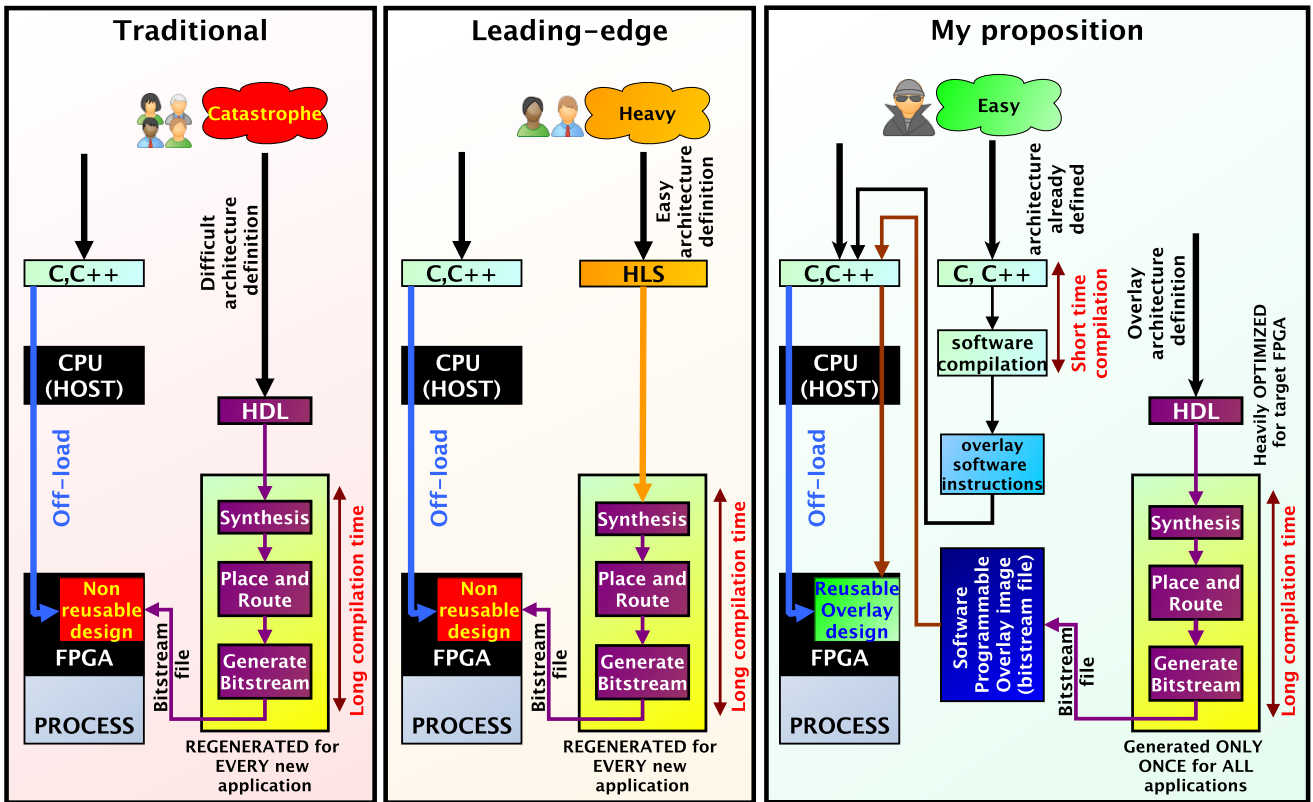 Traditional
Catastrophe
Difficult
architecture
definition
C,C++
CPU
(HOST)
Off-load
HDL
Synthesis
Place and
Route
Generate
Bitstream
Long compilation time
Non
reusable
design
FPGA
Bitstream
file
PROCESS
REGENERATED for
EVERY new
application
Leading-edge
Heavy
Easy
architecture
definition
C,C++
HLS
CPU
(HOST)
Off-load
Synthesis
Place and
Route
Generate
Bitstream
Long compilation time
Non
reusable
design
FPGA
Bitstream
file
PROCESS
REGENERATED for
EVERY new
application
My proposition
Easy
architecture
already
defined
C,C++
C, C++
Short time
compilation
software
compilation
CPU
(HOST)
Off-load
overlay
software
instructions
Overlay
architecture
definition
Heavily OPTIMIZED
for target FPGA
HDL
Synthesis
Place and
Route
Generate
Bitstream
Long compilation time
Reusable
Overlay
design
FPGA
Software
Programmable
Overlay image
(bitstream file)
Bitstream
file
PROCESS
Generated ONLY
ONCE for ALL
applications